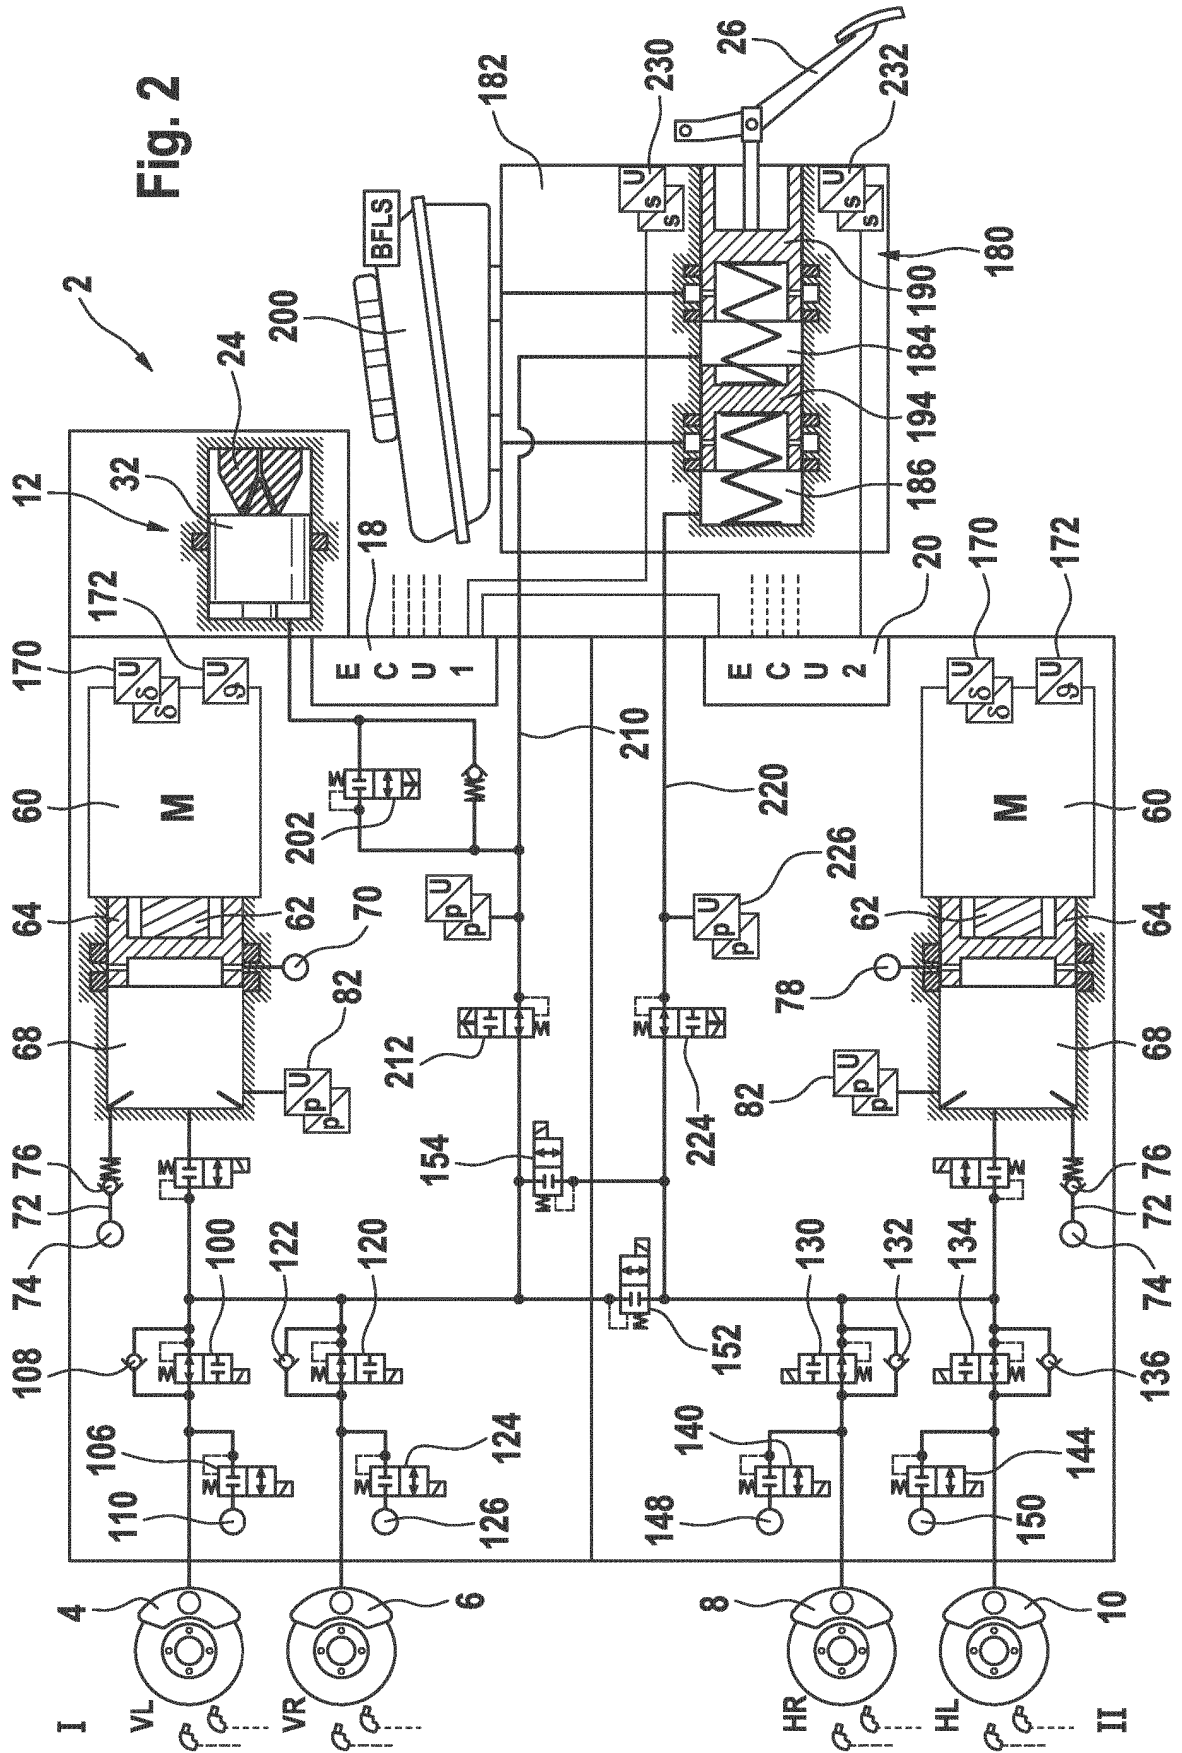 Fig. 2
2
BFLS
200
182
230
26
232
U
s
s
U
s
s
180
190
184
194
186
24
32
12
18
20
ECU 1
ECU 2
170
172
U
δ
δ
U
ϑ
60
M
64
62
68
70
82
U
p
p
76
72
74
202
210
220
U
p
p
226
U
p
p
212
224
154
152
170
172
U
δ
δ
U
ϑ
60
M
62
64
78
68
82
U
p
p
76
72
74
100
108
122
120
130
132
134
136
106
110
124
126
140
148
144
150
4
6
8
10
I
VL
VR
HR
HL
II